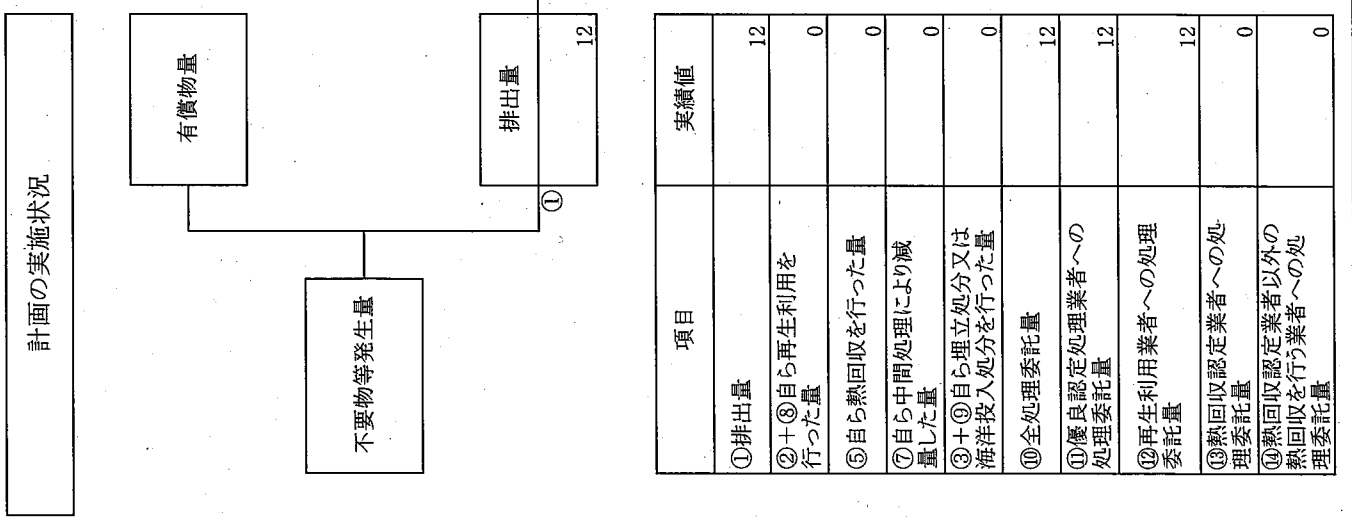 計画の実施状況
有償物量
不要物等発生量
排出量
①
12
項目
実績値
①排出量
12
②+⑧自ら再生利用を
行った量
0
⑤自ら熱回収を行った量
0
⑦自ら中間処理により減
量した量
0
③+⑨自ら埋立処分又は
海洋投入処分を行った量
0
⑩全処理委託量
12
⑪優良認定処理業者への
処理委託量
12
⑫再生利用業者への処理
委託量
12
⑬熱回収認定業者への処
理委託量
0
⑭熱回収認定業者以外の
熱回収を行う業者への処
理委託量
0